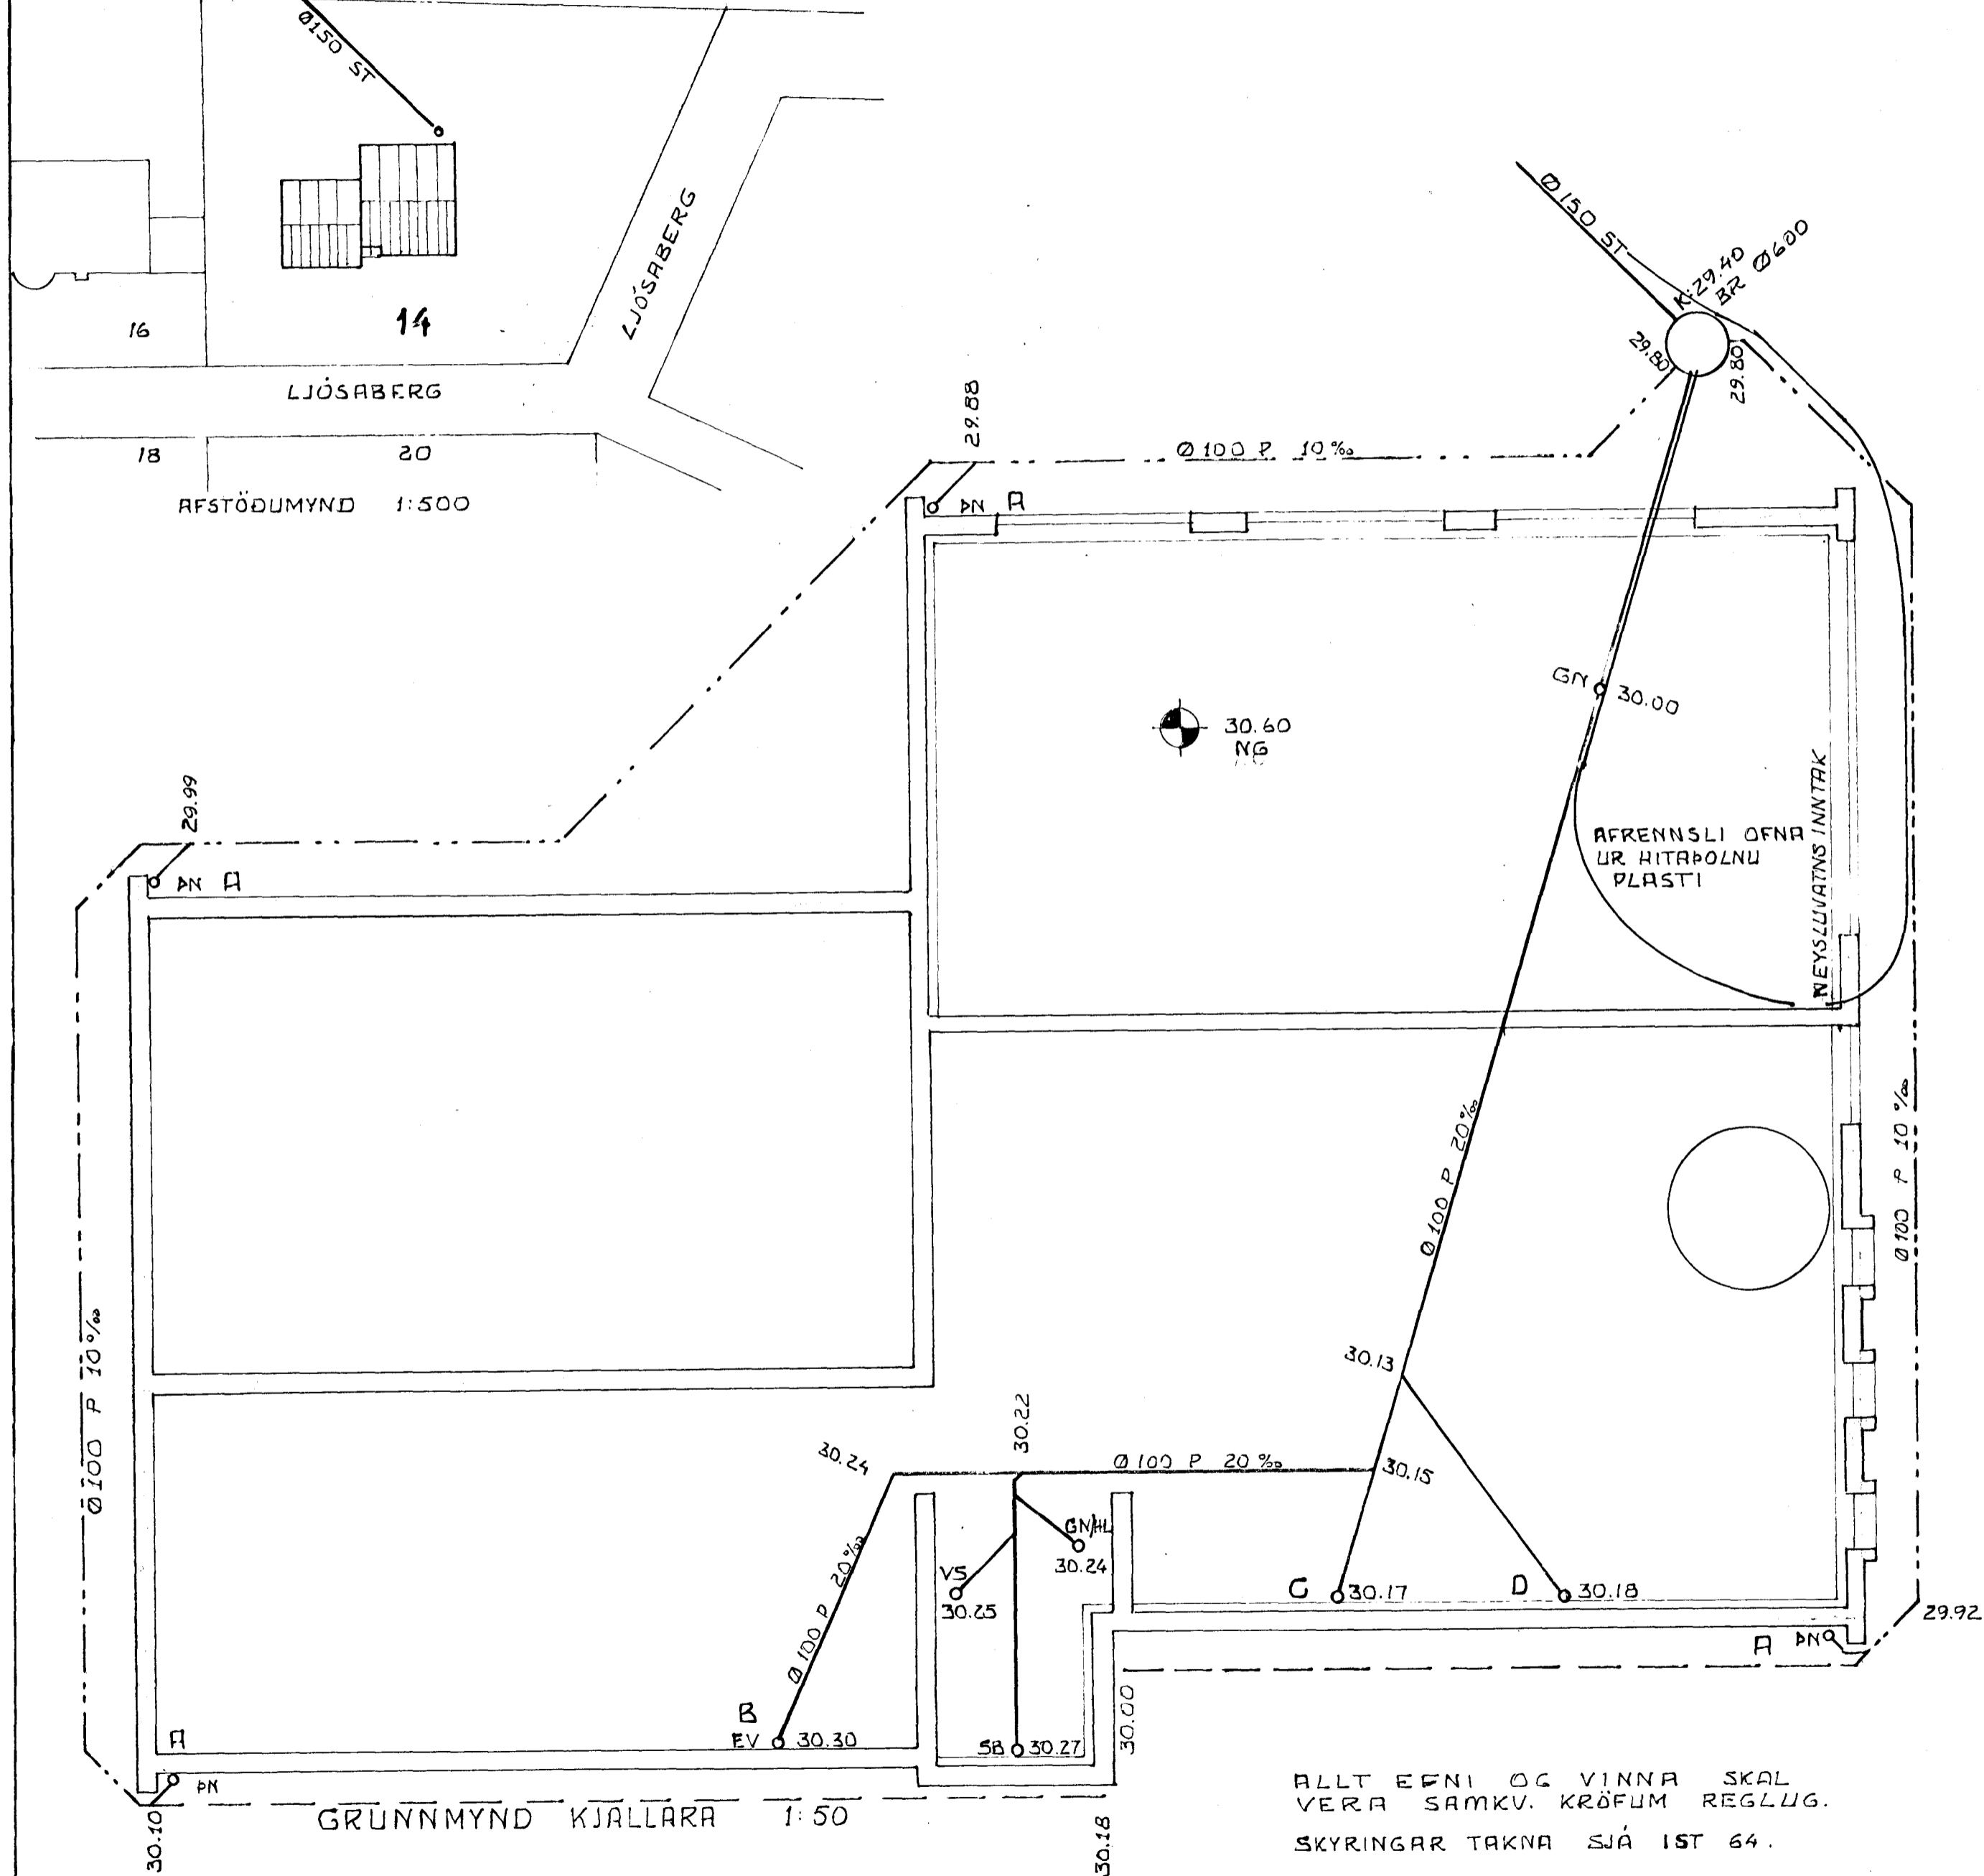 Ø150 ST
16
14
LJÓSABERG
LJÓSABERG
18
20
AFSTÖÐUMYND 1:500
Ø150 ST
K:29.40
BR Ø600
29.80
29.80
29.88
Ø100 P 10‰
ÞN A
GN 30.00
30.60
NG
29.99
ÞN A
AFRENNSLI OFNA
UR HITAÞOLNU
PLASTI
NEYSLUVATNS INNTAK
Ø100 P 20‰
Ø100 P 10‰
Ø100 P 10‰
30.13
30.22
30.24
Ø100 P 20‰
30.15
GN/HL
30.24
VS
30.25
Ø100 P 20‰
C 30.17
D 30.18
29.92
A ÞN
B
EV 30.30
SB 30.27
30.00
A
ÞN
30.10
GRUNNMYND KJALLARA 1:50
30.18
ALLT EFNI OG VINNA SKAL
VERA SAMKV. KRÖFUM REGLUG.
SKYRINGAR TAKNA SJÁ IST 64.